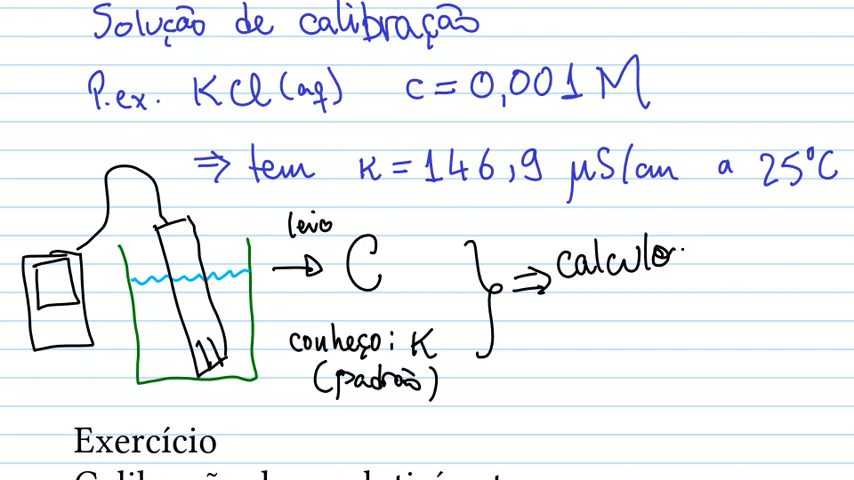 Solução de calibração
P.ex. KCl(aq) c = 0,001 M
⇒ tem κ = 146,9 μS/cm a 25°C
leio
→ C } ⇒ calculo
conheço: κ
(padrão)
Exercício